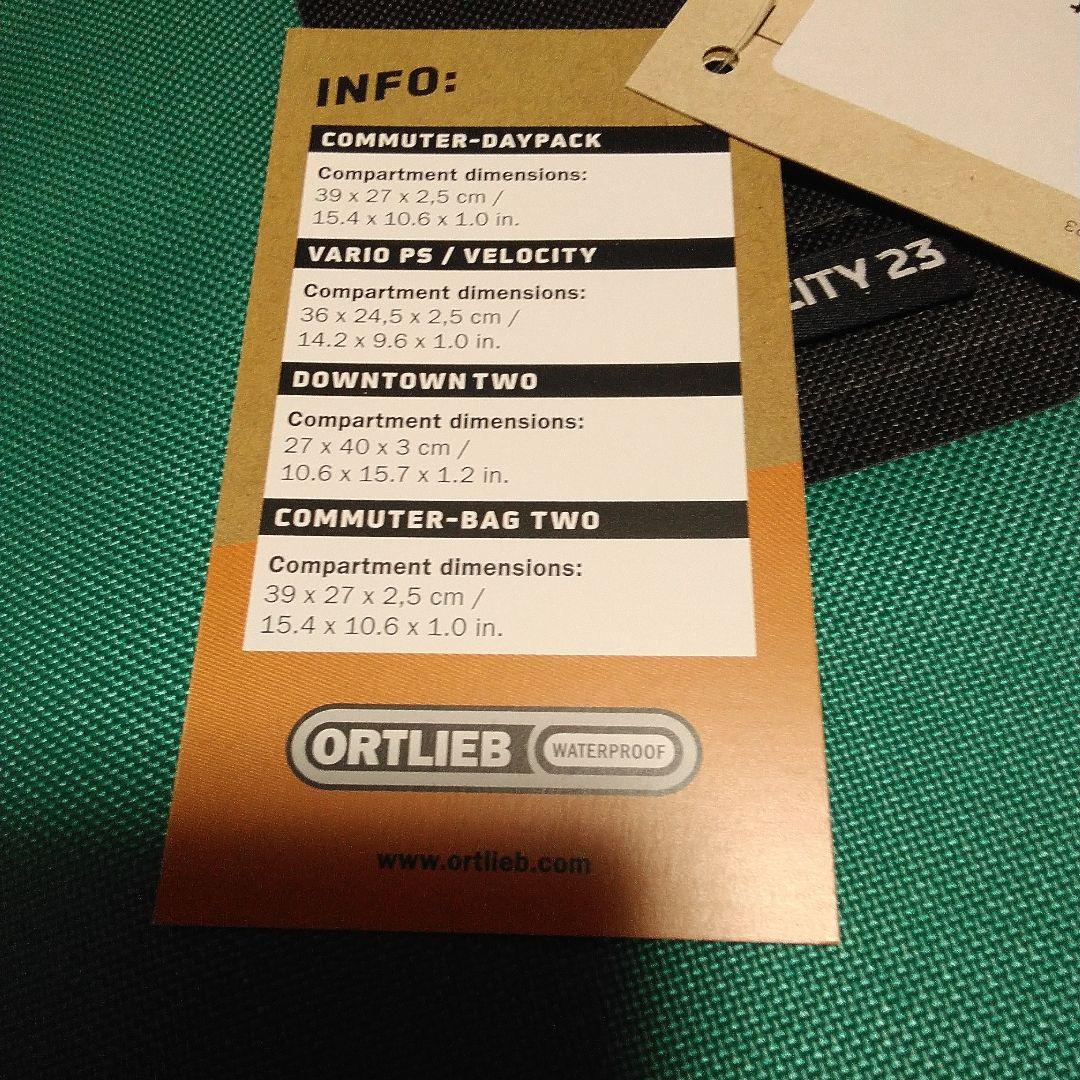 INFO:
COMMUTER-DAYPACK
Compartment dimensions:
39 x 27 x 2,5 cm /
15.4 x 10.6 x 1.0 in.
VARIO PS / VELOCITY
Compartment dimensions:
36 x 24,5 x 2,5 cm /
14.2 x 9.6 x 1.0 in.
DOWNTOWN TWO
Compartment dimensions:
27 x 40 x 3 cm /
10.6 x 15.7 x 1.2 in.
COMMUTER-BAG TWO
Compartment dimensions:
39 x 27 x 2,5 cm /
15.4 x 10.6 x 1.0 in.
ORTLIEB WATERPROOF
www.ortlieb.com
CITY 23